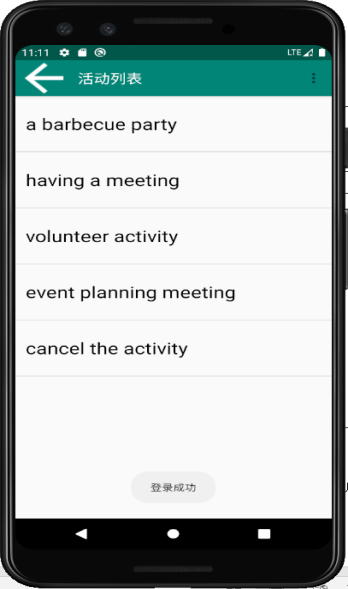 11:11 LTE
活动列表
a barbecue party
having a meeting
volunteer activity
event planning meeting
cancel the activity
登录成功